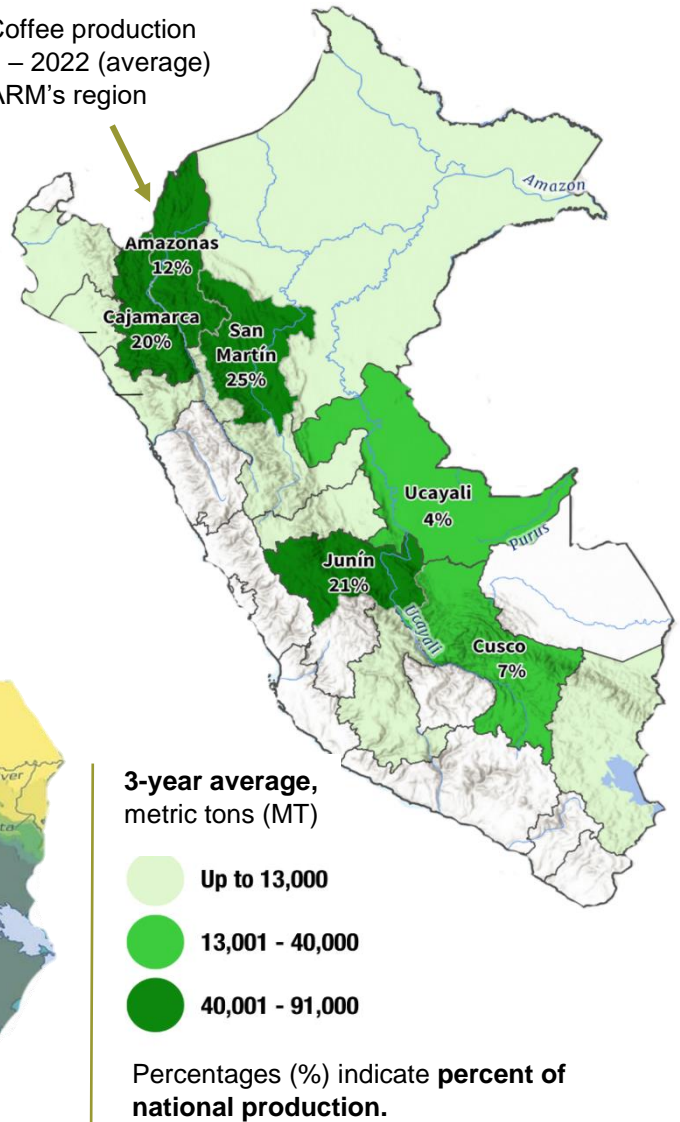 Coffee production
– 2022 (average)
ARM's region
Amazon
Amazonas
12%
Cajamarca
20%
San
Martín
25%
Ucayali
4%
Purus
Junín
21%
Ucayali
Cusco
7%
3-year average,
metric tons (MT)
Up to 13,000
13,001 - 40,000
40,001 - 91,000
Percentages (%) indicate percent of
national production.